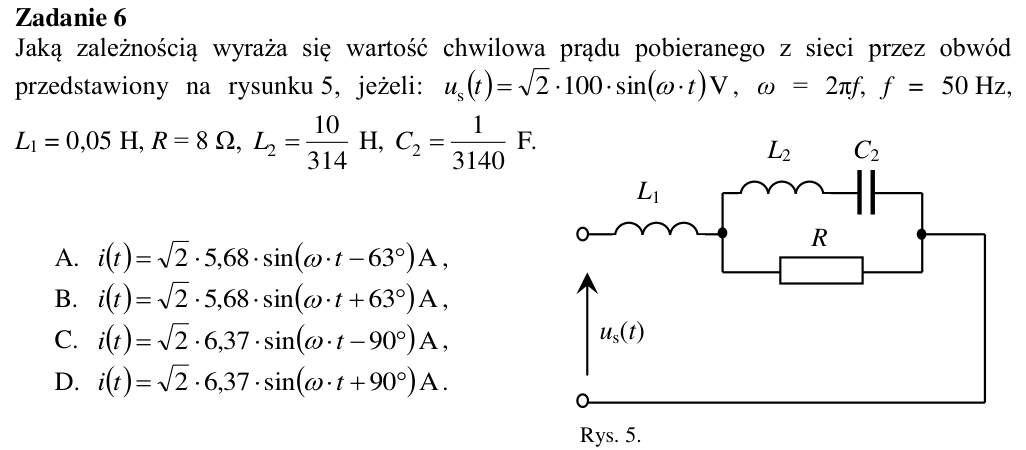 Zadanie 6
Jaką zależnością wyraża się wartość chwilowa prądu pobieranego z sieci przez obwód
przedstawiony na rysunku 5, jeżeli: uₛ(t) = √2 · 100 · sin(ω · t) V, ω = 2πf, f = 50 Hz,
L₁ = 0,05 H, R = 8 Ω, L₂ = 10/314 H, C₂ = 1/3140 F.
L₂ C₂
L₁
R
A. i(t) = √2 · 5,68 · sin(ω · t − 63°) A,
B. i(t) = √2 · 5,68 · sin(ω · t + 63°) A,
C. i(t) = √2 · 6,37 · sin(ω · t − 90°) A,
D. i(t) = √2 · 6,37 · sin(ω · t + 90°) A.
uₛ(t)
Rys. 5.